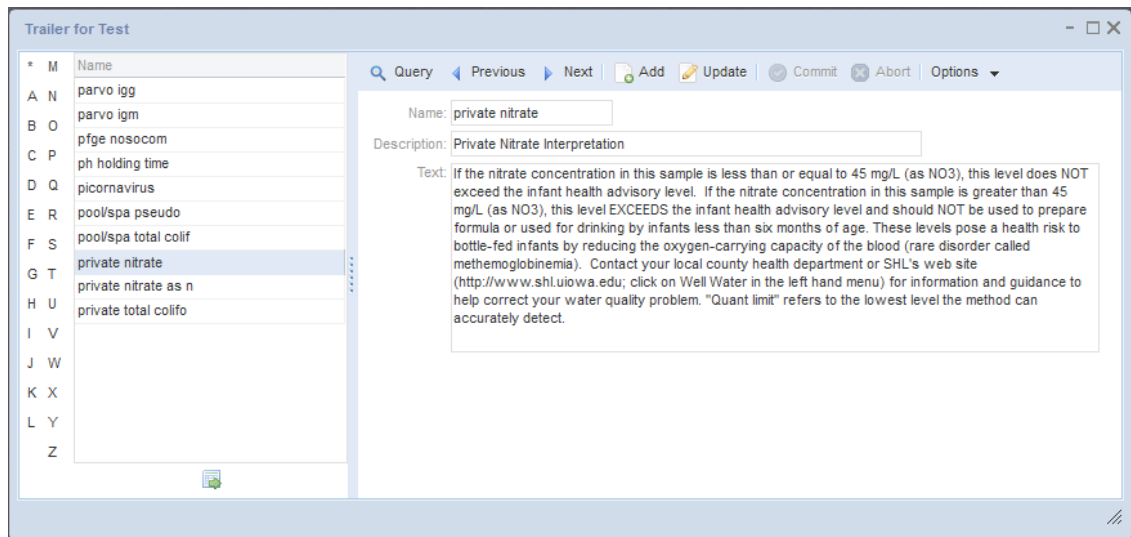 Trailer for Test
* M
A N
B O
C P
D Q
E R
F S
G T
H U
I V
J W
K X
L Y
Z
Name
parvo igg
parvo igm
pfge nosocom
ph holding time
picornavirus
pool/spa pseudo
pool/spa total colif
private nitrate
private nitrate as n
private total colifo
Query Previous Next Add Update Commit Abort Options
Name: private nitrate
Description: Private Nitrate Interpretation
Text: If the nitrate concentration in this sample is less than or equal to 45 mg/L (as NO3), this level does NOT
exceed the infant health advisory level.  If the nitrate concentration in this sample is greater than 45
mg/L (as NO3), this level EXCEEDS the infant health advisory level and should NOT be used to prepare
formula or used for drinking by infants less than six months of age. These levels pose a health risk to
bottle-fed infants by reducing the oxygen-carrying capacity of the blood (rare disorder called
methemoglobinemia).  Contact your local county health department or SHL's web site
(http://www.shl.uiowa.edu; click on Well Water in the left hand menu) for information and guidance to
help correct your water quality problem. "Quant limit" refers to the lowest level the method can
accurately detect.